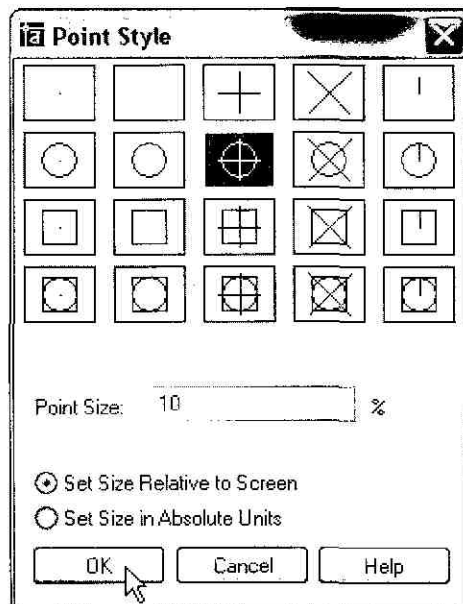 Point Style
Point Size: 10 %
Set Size Relative to Screen
Set Size in Absolute Units
OK Cancel Help